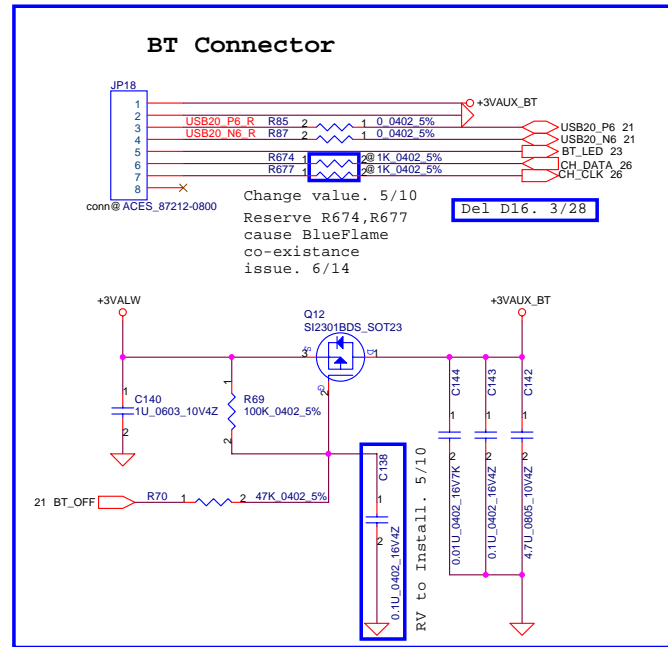 BT Connector
JP18
1
2
3
4
5
6
7
8
conn@ ACES_87212-0800
+3VAUX_BT
USB20_P6_R R85 2 1 0_0402_5% USB20_P6 21
USB20_N6_R R87 2 1 0_0402_5% USB20_N6 21
BT_LED 23
R674 1 2 @ 1K_0402_5% CH_DATA 26
R677 1 2 @ 1K_0402_5% CH_CLK 26
Change value. 5/10
Reserve R674,R677
cause BlueFlame
co-existance
issue. 6/14
Del D16. 3/28
+3VALW
Q12
SI2301BDS_SOT23
+3VAUX_BT
3 S D 1
G
2
1
C140
1U_0603_10V4Z
2
1
R69
100K_0402_5%
2
21 BT_OFF R70 1 2 47K_0402_5%
C138
1
2
0.1U_0402_16V4Z
RV to Install. 5/10
C144
1
2
0.01U_0402_16V7K
C143
1
2
0.1U_0402_16V4Z
C142
1
2
4.7U_0805_10V4Z